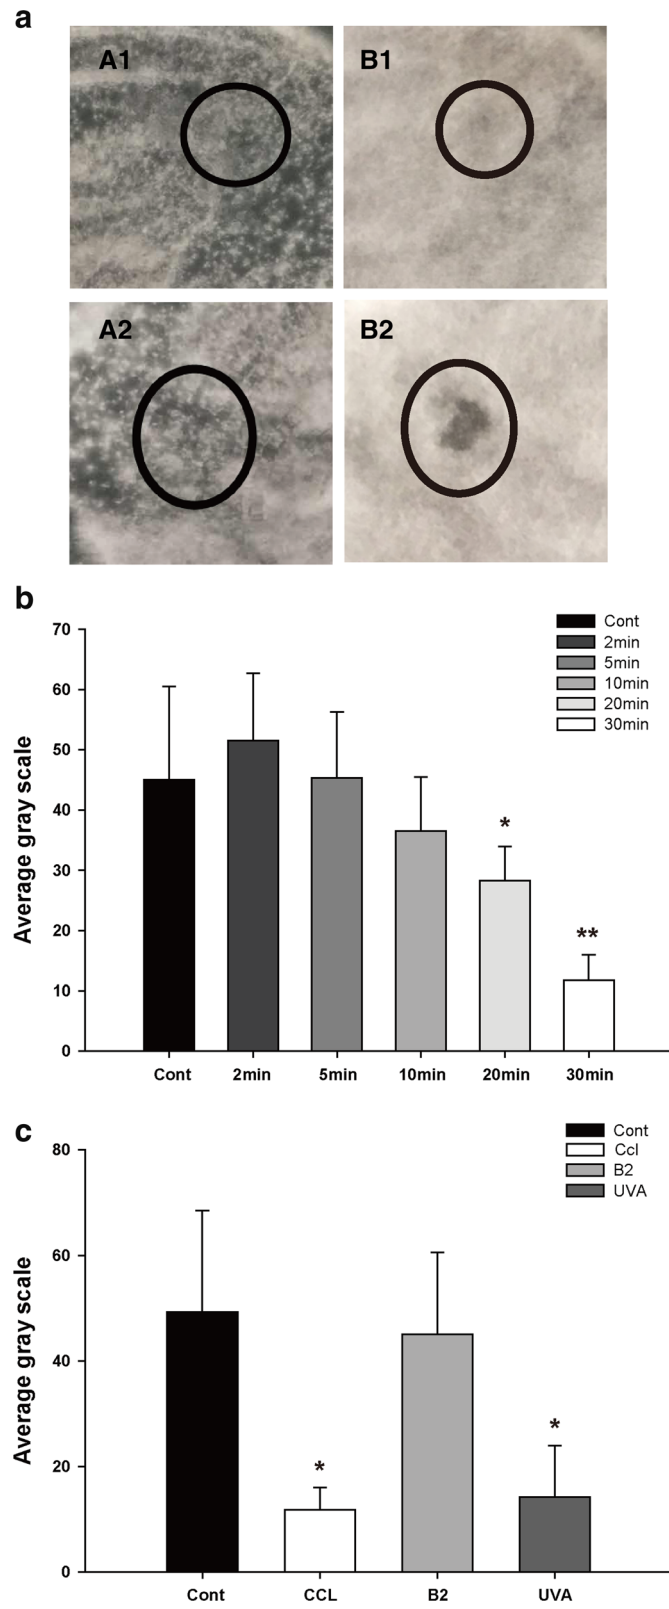 a
A1
B1
A2
B2
b
70
60
50
40
30
20
10
0
Average gray scale
Cont
2min
5min
10min
20min
30min
*
**
Cont
2min
5min
10min
20min
30min
c
80
60
40
20
0
Average gray scale
Cont
Ccl
B2
UVA
*
*
Cont
CCL
B2
UVA